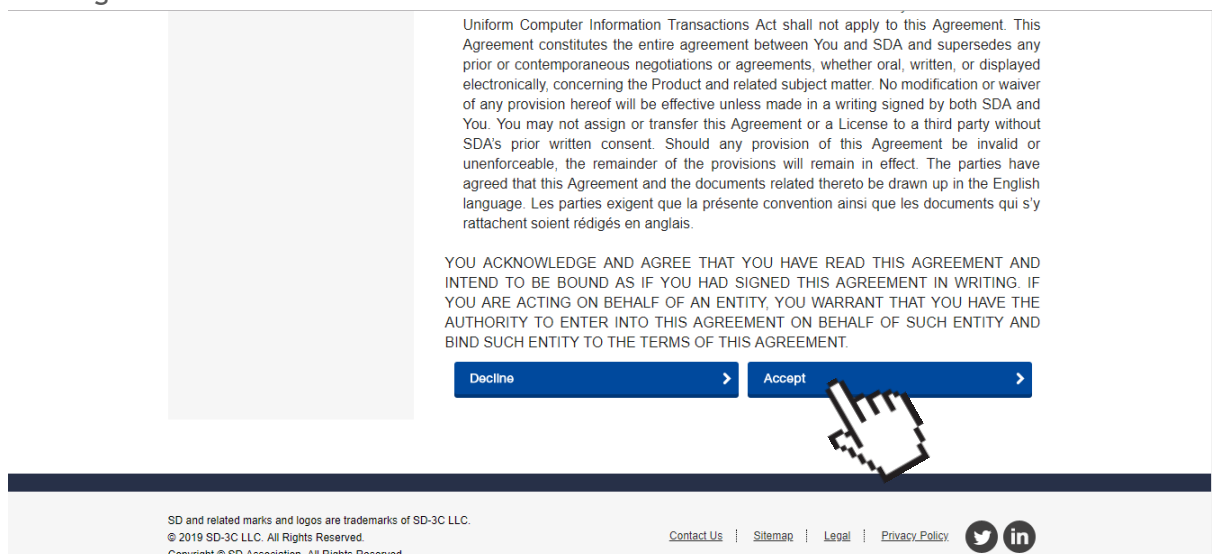 Uniform Computer Information Transactions Act shall not apply to this Agreement. This
Agreement constitutes the entire agreement between You and SDA and supersedes any
prior or contemporaneous negotiations or agreements, whether oral, written, or displayed
electronically, concerning the Product and related subject matter. No modification or waiver
of any provision hereof will be effective unless made in a writing signed by both SDA and
You. You may not assign or transfer this Agreement or a License to a third party without
SDA's prior written consent. Should any provision of this Agreement be invalid or
unenforceable, the remainder of the provisions will remain in effect. The parties have
agreed that this Agreement and the documents related thereto be drawn up in the English
language. Les parties exigent que la présente convention ainsi que les documents qui s'y
rattachent soient rédigés en anglais.
YOU ACKNOWLEDGE AND AGREE THAT YOU HAVE READ THIS AGREEMENT AND
INTEND TO BE BOUND AS IF YOU HAD SIGNED THIS AGREEMENT IN WRITING. IF
YOU ARE ACTING ON BEHALF OF AN ENTITY, YOU WARRANT THAT YOU HAVE THE
AUTHORITY TO ENTER INTO THIS AGREEMENT ON BEHALF OF SUCH ENTITY AND
BIND SUCH ENTITY TO THE TERMS OF THIS AGREEMENT.
Decline
Accept
SD and related marks and logos are trademarks of SD-3C LLC.
© 2019 SD-3C LLC. All Rights Reserved.
Copyright © SD Association. All Rights Reserved
Contact Us | Sitemap | Legal | Privacy Policy
in